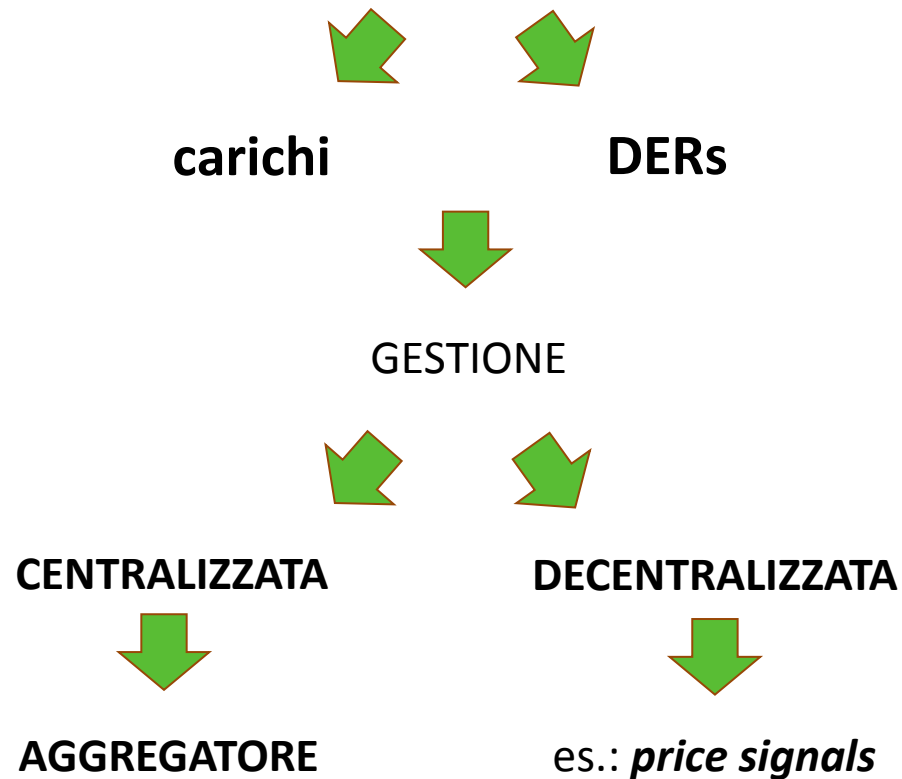 carichi DERs
GESTIONE
CENTRALIZZATA DECENTRALIZZATA
AGGREGATORE es.: price signals